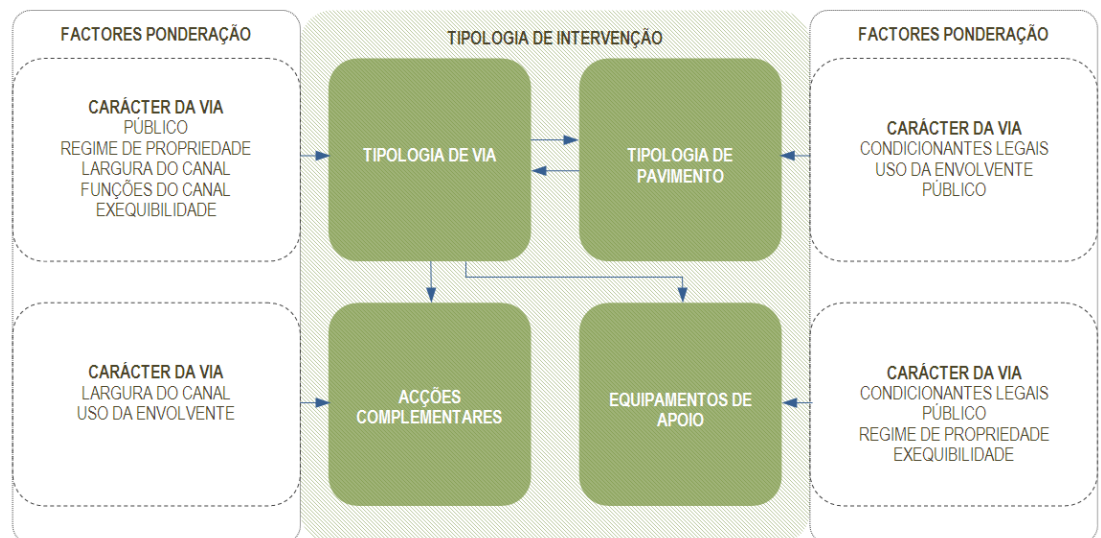 FACTORES PONDERAÇÃO
CARÁCTER DA VIA
PÚBLICO
REGIME DE PROPRIEDADE
LARGURA DO CANAL
FUNÇÕES DO CANAL
EXEQUIBILIDADE
CARÁCTER DA VIA
LARGURA DO CANAL
USO DA ENVOLVENTE
TIPOLOGIA DE INTERVENÇÃO
TIPOLOGIA DE VIA
TIPOLOGIA DE
PAVIMENTO
ACÇÕES
COMPLEMENTARES
EQUIPAMENTOS DE
APOIO
FACTORES PONDERAÇÃO
CARÁCTER DA VIA
CONDICIONANTES LEGAIS
USO DA ENVOLVENTE
PÚBLICO
CARÁCTER DA VIA
CONDICIONANTES LEGAIS
PÚBLICO
REGIME DE PROPRIEDADE
EXEQUIBILIDADE